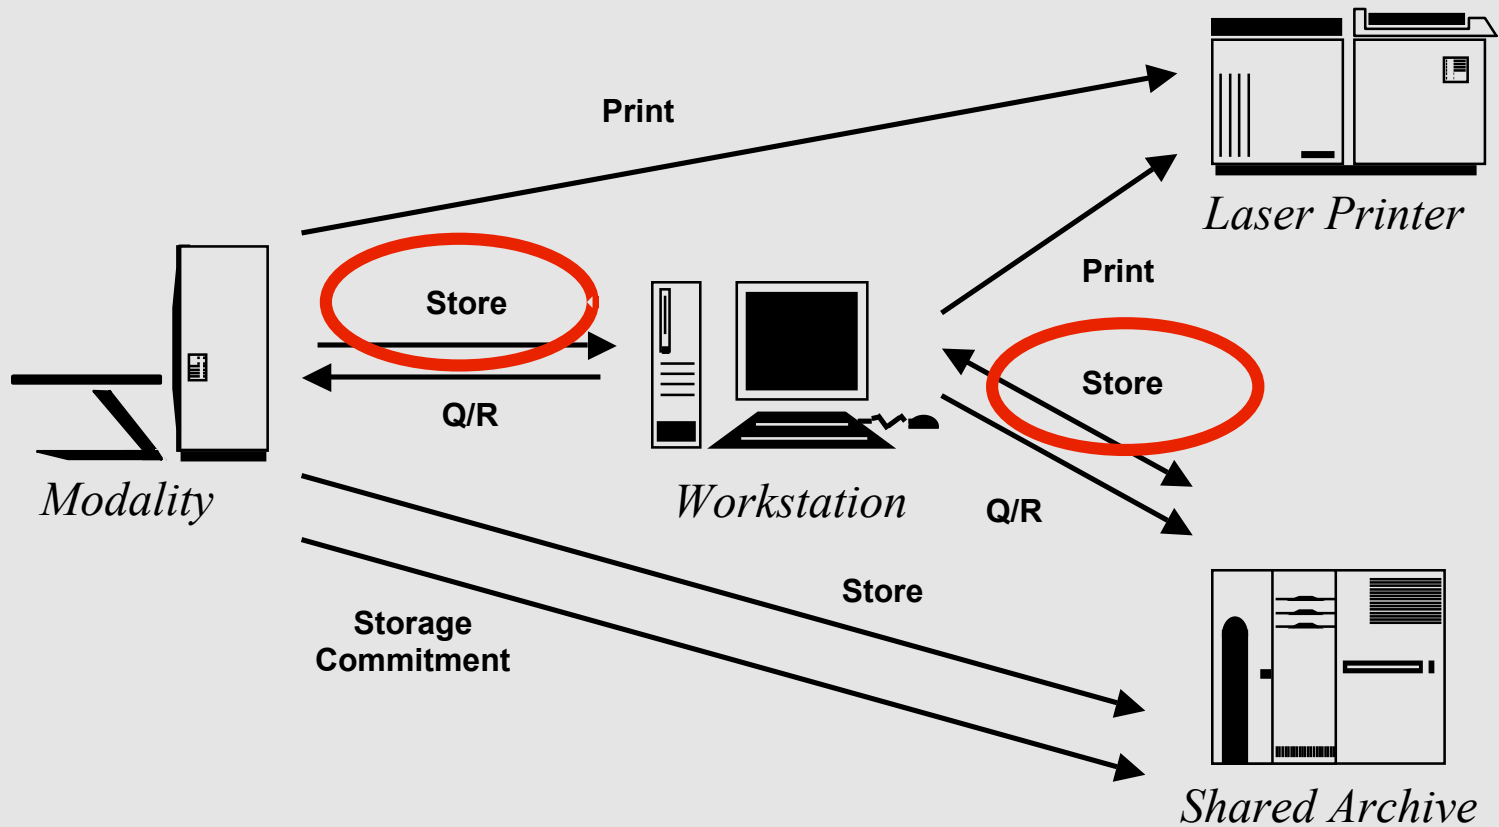 Print
Laser Printer
Print
Store
Store
Q/R
Modality
Workstation
Q/R
Store
Storage
Commitment
Shared Archive